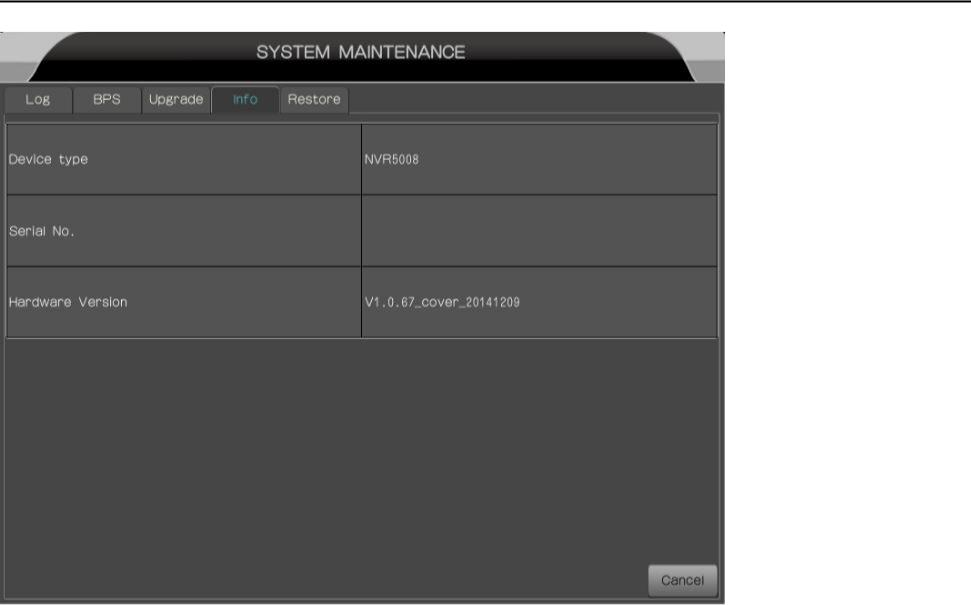 SYSTEM MAINTENANCE
Log BPS Upgrade Info Restore
Device type NVR5008
Serial No.
Hardware Version V1.0.67_cover_20141209
Cancel